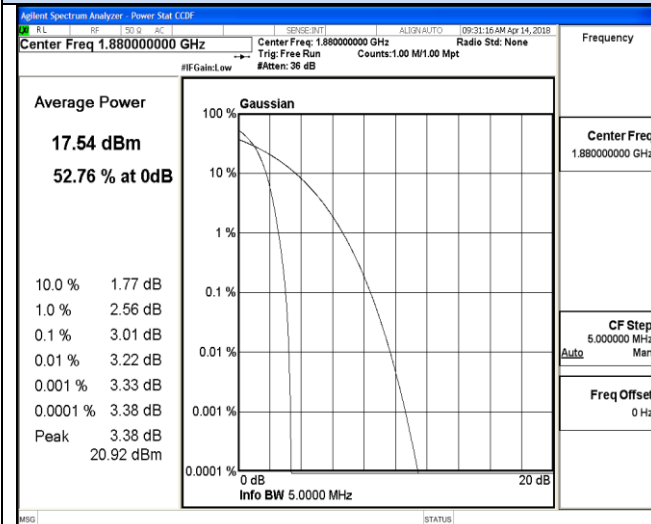 Agilent Spectrum Analyzer - Power Stat CCDF
RL RF 50 Ω AC SENSE:INT ALIGN AUTO 09:31:16 AM Apr 14, 2018
Center Freq 1.880000000 GHz
Center Freq: 1.880000000 GHz Radio Std: None
Trig: Free Run Counts:1.00 M/1.00 Mpt
#IFGain:Low #Atten: 36 dB
Frequency
Average Power
17.54 dBm
52.76 % at 0dB
10.0 % 1.77 dB
1.0 % 2.56 dB
0.1 % 3.01 dB
0.01 % 3.22 dB
0.001 % 3.33 dB
0.0001 % 3.38 dB
Peak 3.38 dB
20.92 dBm
Gaussian
100 %
10 %
1 %
0.1 %
0.01 %
0.001 %
0.0001 %
0 dB 20 dB
Info BW 5.0000 MHz
Center Freq
1.880000000 GHz
CF Step
5.000000 MHz
Auto Man
Freq Offset
0 Hz
MSG STATUS